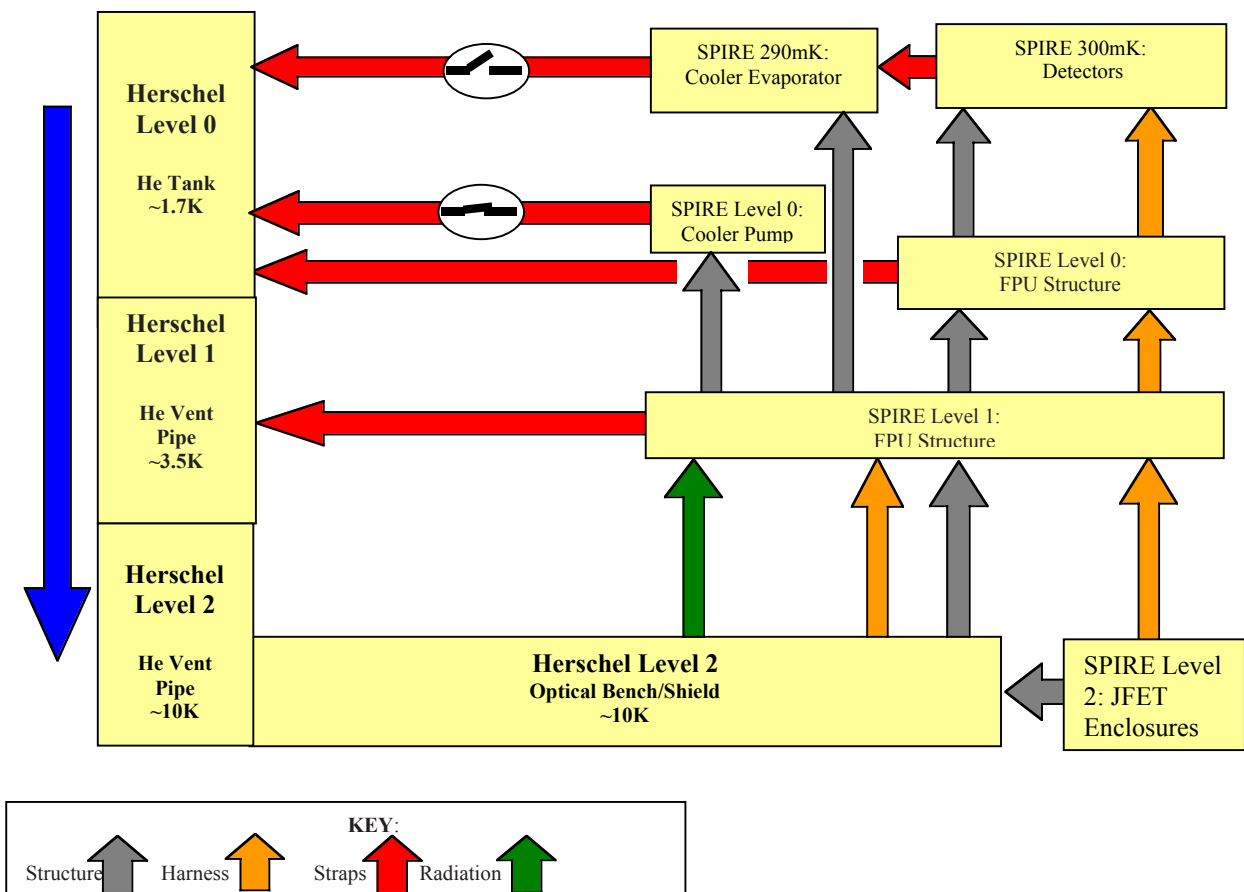 Herschel
Level 0
He Tank
~1.7K
Herschel
Level 1
He Vent
Pipe
~3.5K
Herschel
Level 2
He Vent
Pipe
~10K
SPIRE 290mK:
Cooler Evaporator
SPIRE 300mK:
Detectors
SPIRE Level 0:
Cooler Pump
SPIRE Level 0:
FPU Structure
SPIRE Level 1:
FPU Structure
Herschel Level 2
Optical Bench/Shield
~10K
SPIRE Level
2: JFET
Enclosures
KEY:
Structure Harness Straps Radiation